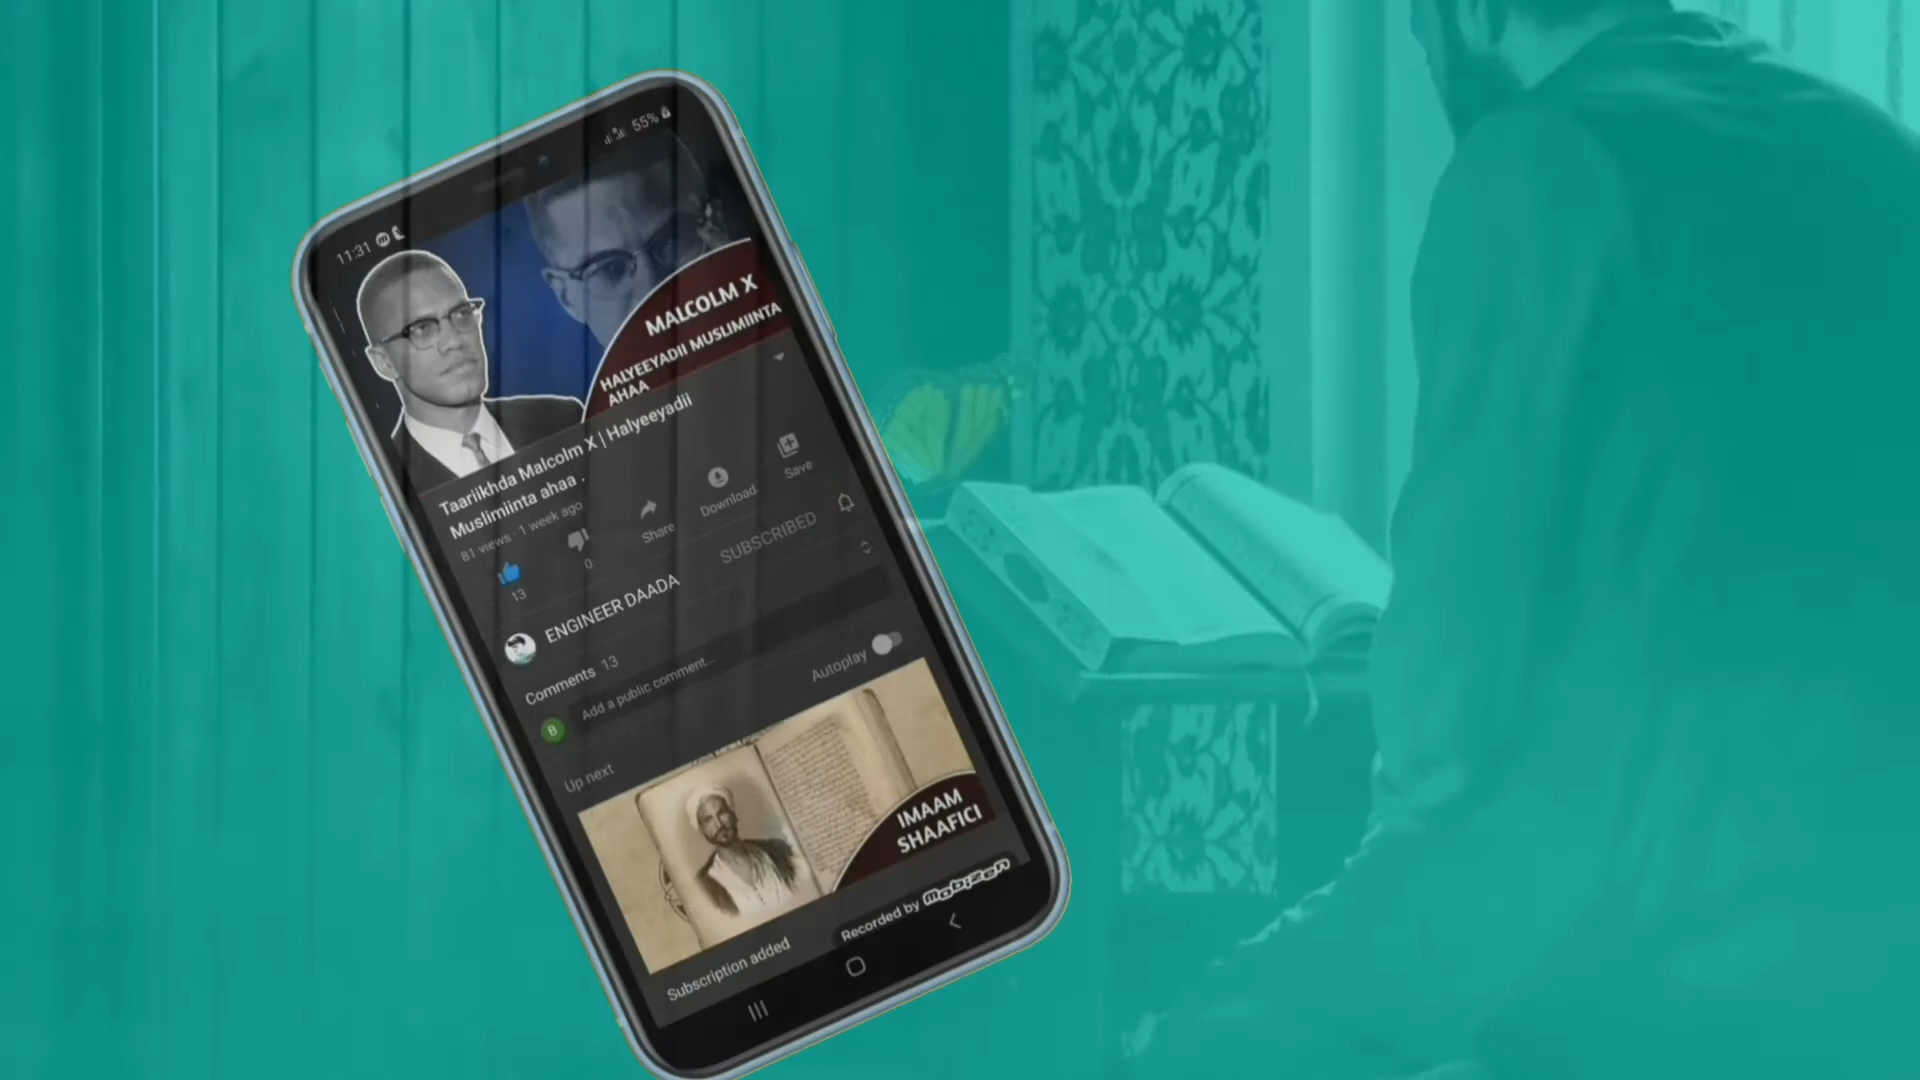 11:31
55%
MALCOLM X
HALYEEYADII MUSLIMIINTA
AHAA
Taariikhda Malcolm X | Halyeeyadii
Muslimiinta ahaa .
81 views · 1 week ago
13
0
Share
Download
Save
ENGINEER DAADA
SUBSCRIBED
Comments 13
B
Add a public comment...
Up next
Autoplay
IMAAM
SHAAFICI
Subscription added
Recorded by mobizen